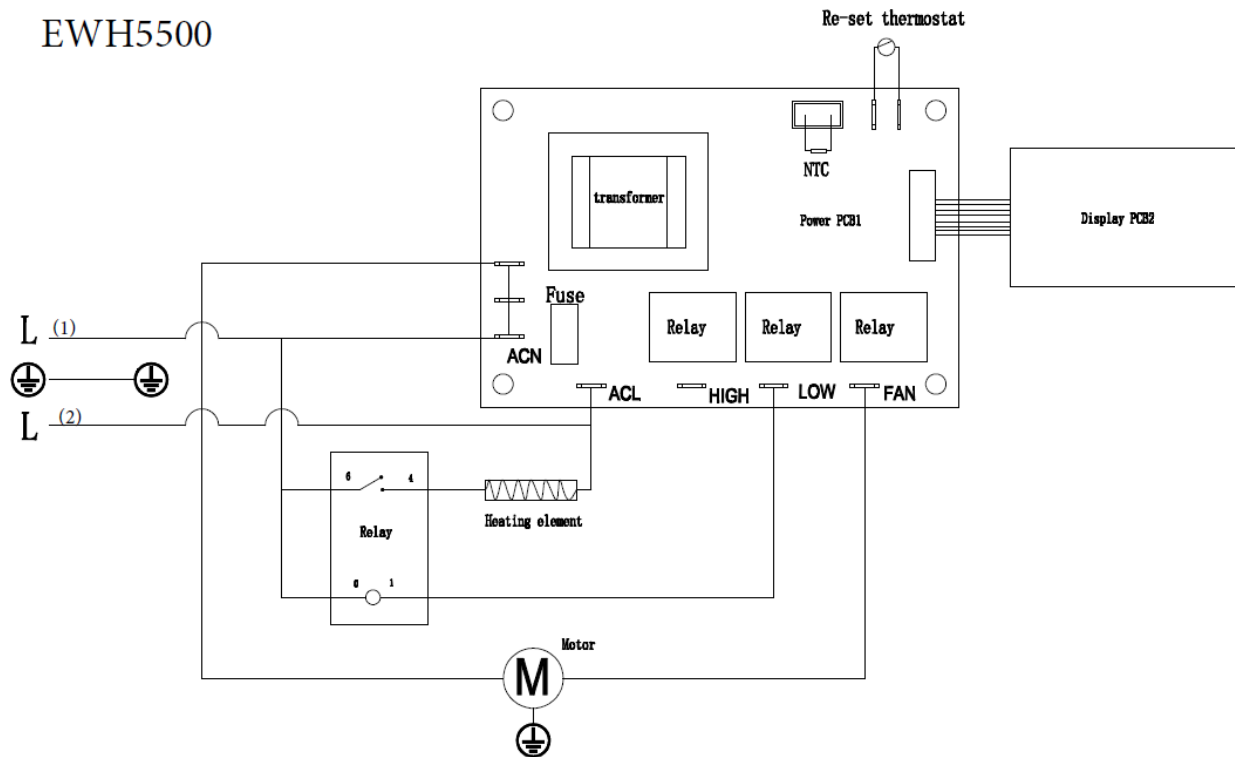 EWH5500
Re-set thermostat
NTC
transformer
Power PCB1
Display PCB2
Fuse
L (1)
ACN
Relay
Relay
Relay
ACL
HIGH
LOW
FAN
L (2)
6 4
Heating element
Relay
0 1
Motor
M